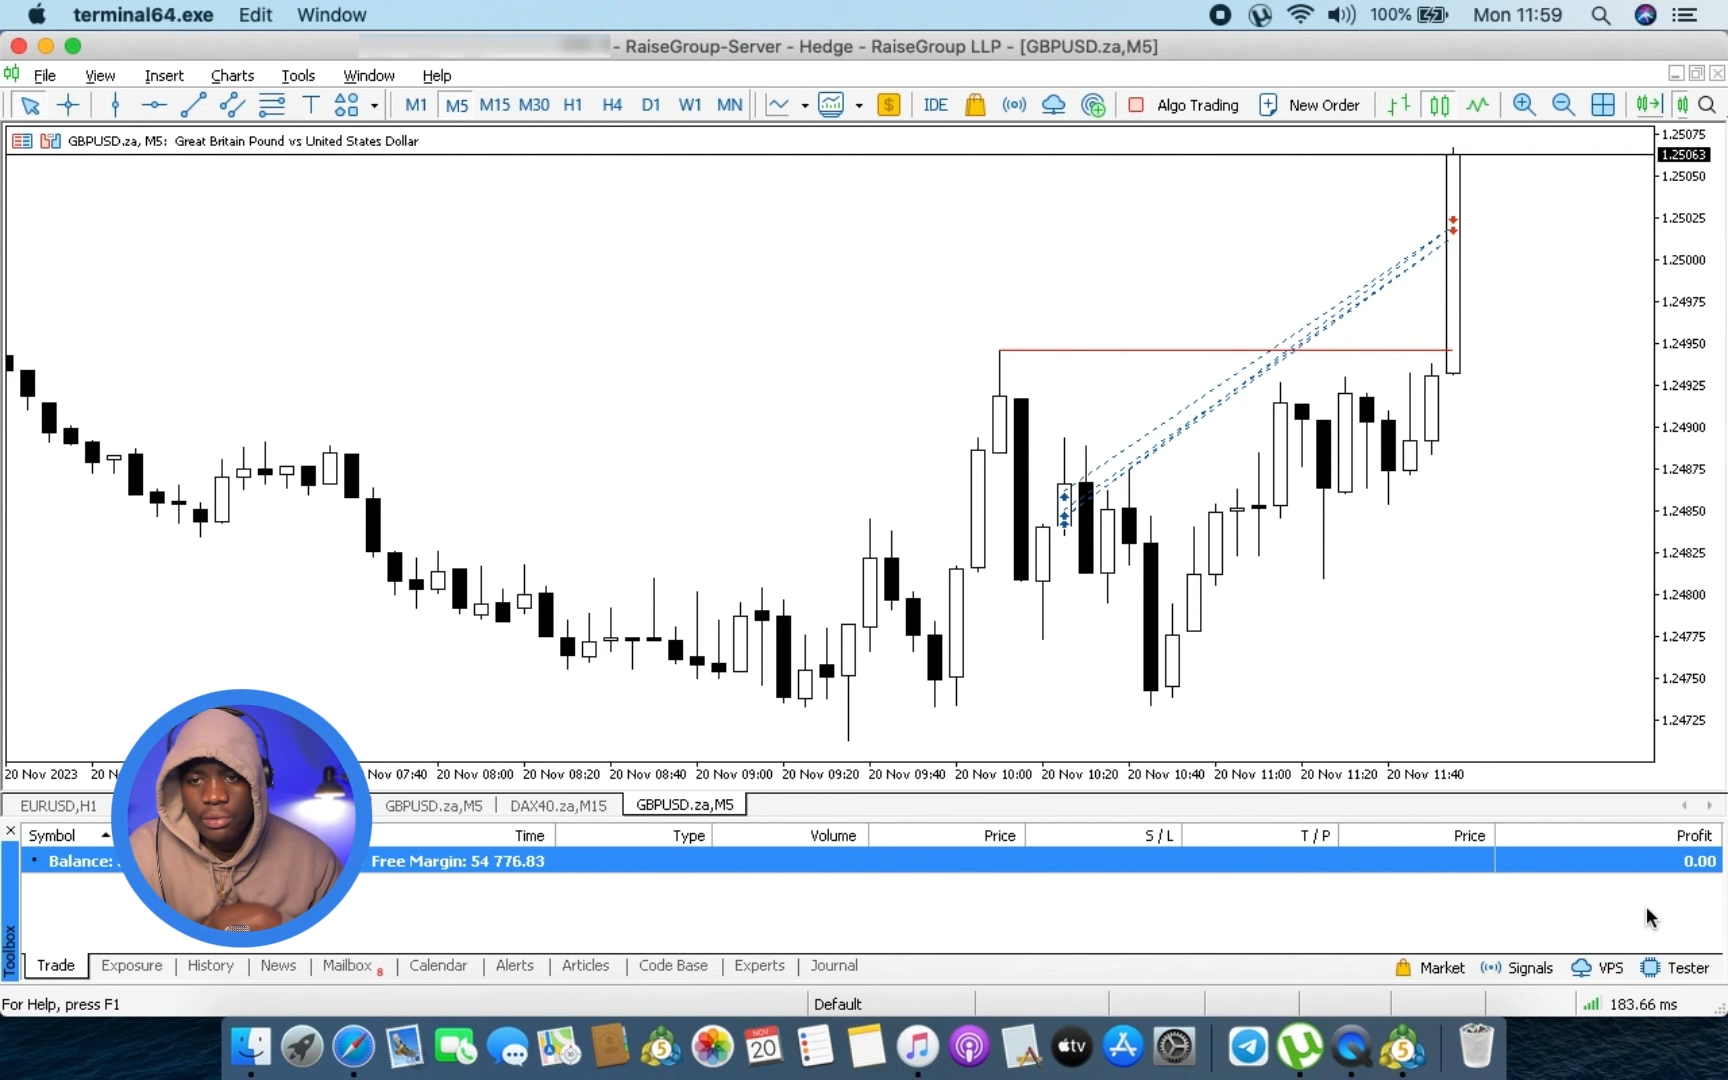 terminal64.exe Edit Window 100% Mon 11:59
- RaiseGroup-Server - Hedge - RaiseGroup LLP - [GBPUSD.za,M5]
File View Insert Charts Tools Window Help
M1 M5 M15 M30 H1 H4 D1 W1 MN IDE Algo Trading New Order
GBPUSD.za, M5: Great Britain Pound vs United States Dollar
1.25075
1.25063
1.25050
1.25025
1.25000
1.24975
1.24950
1.24925
1.24900
1.24875
1.24850
1.24825
1.24800
1.24775
1.24750
1.24725
20 Nov 2023 20 Nov 07:40 20 Nov 08:00 20 Nov 08:20 20 Nov 08:40 20 Nov 09:00 20 Nov 09:20 20 Nov 09:40 20 Nov 10:00 20 Nov 10:20 20 Nov 10:40 20 Nov 11:00 20 Nov 11:20 20 Nov 11:40
EURUSD,H1 GBPUSD.za,M5 DAX40.za,M15 GBPUSD.za,M5
Symbol Time Type Volume Price S / L T / P Price Profit
Balance: Free Margin: 54 776.83 0.00
Toolbox
Trade Exposure History News Mailbox 8 Calendar Alerts Articles Code Base Experts Journal Market Signals VPS Tester
For Help, press F1 Default 183.66 ms
NOV
20
5
tv
5